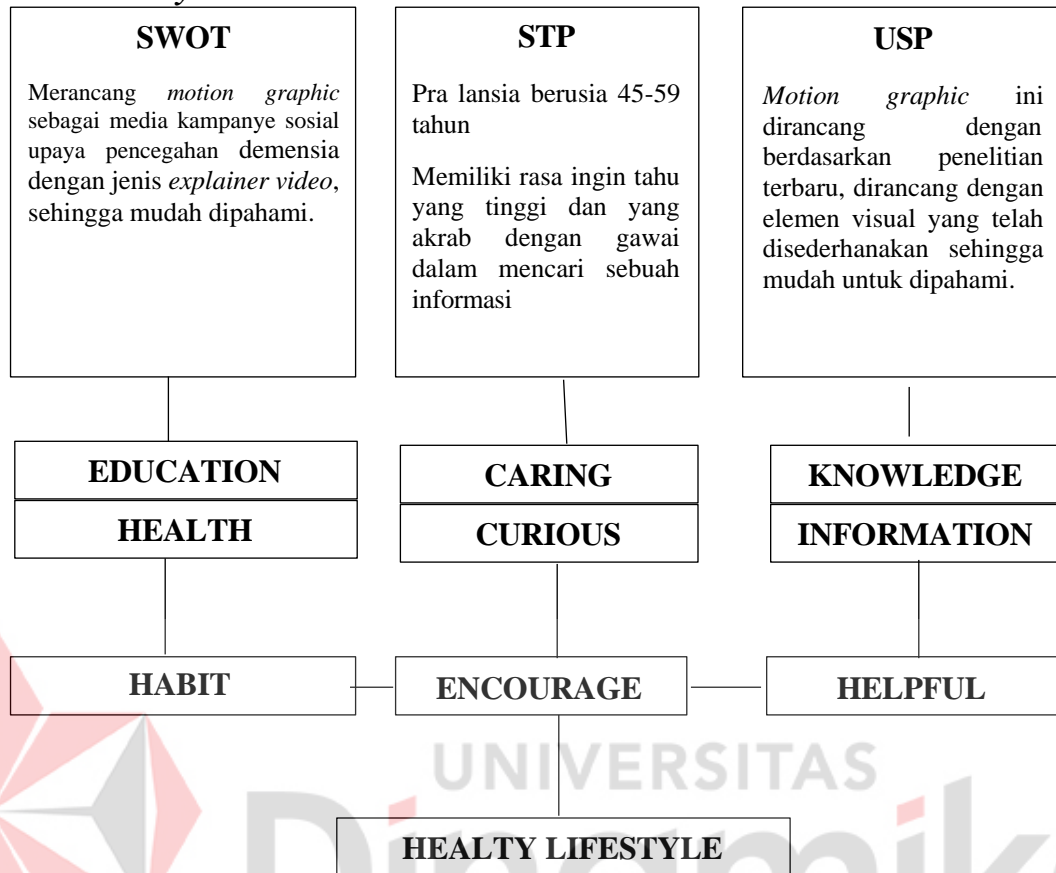 SWOT
Merancang motion graphic
sebagai media kampanye sosial
upaya pencegahan demensia
dengan jenis explainer video,
sehingga mudah dipahami.
STP
Pra lansia berusia 45-59
tahun
Memiliki rasa ingin tahu
yang tinggi dan yang
akrab dengan gawai
dalam mencari sebuah
informasi
USP
Motion graphic ini
dirancang dengan
berdasarkan penelitian
terbaru, dirancang dengan
elemen visual yang telah
disederhanakan sehingga
mudah untuk dipahami.
EDUCATION
HEALTH
CARING
CURIOUS
KNOWLEDGE
INFORMATION
HABIT
ENCOURAGE
HELPFUL
UNIVERSITAS
HEALTY LIFESTYLE